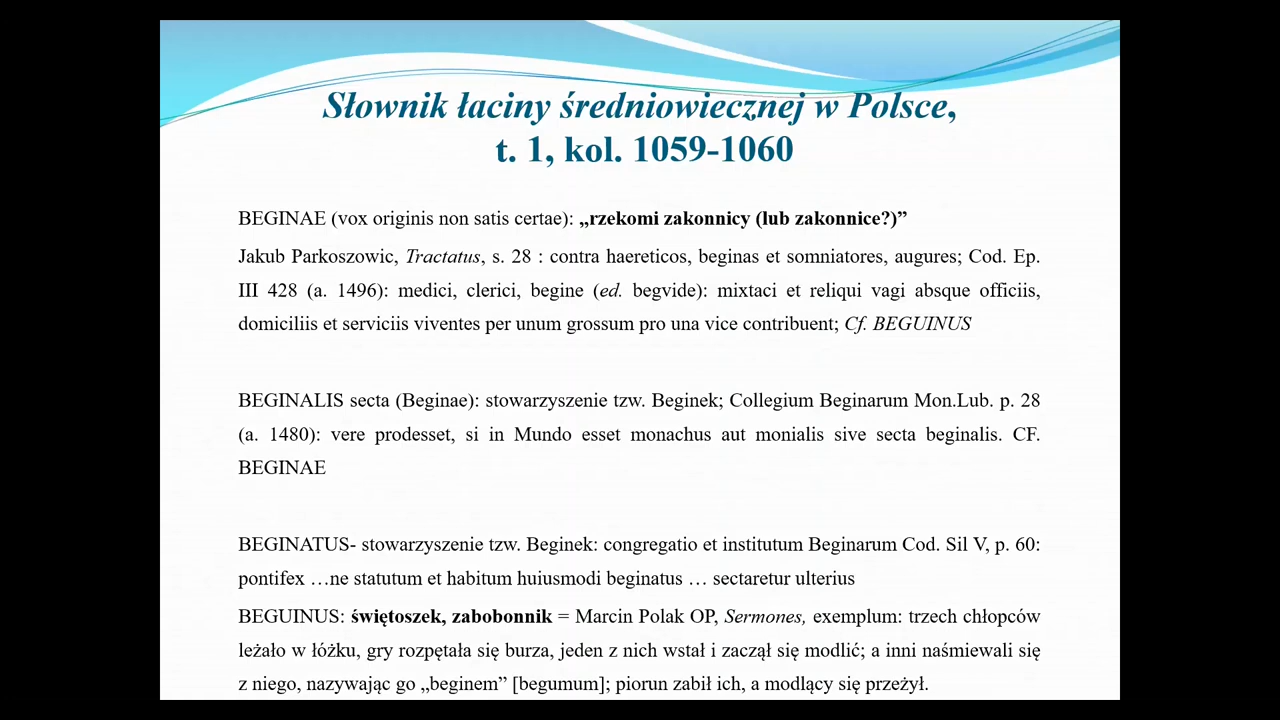 Słownik łaciny średniowiecznej w Polsce,
t. 1, kol. 1059-1060
BEGINAE (vox originis non satis certae): „rzekomi zakonnicy (lub zakonnice?)”
Jakub Parkoszowic, Tractatus, s. 28 : contra haereticos, beginas et somniatores, augures; Cod. Ep.
III 428 (a. 1496): medici, clerici, begine (ed. begvide): mixtaci et reliqui vagi absque officiis,
domiciliis et serviciis viventes per unum grossum pro una vice contribuent; Cf. BEGUINUS
BEGINALIS secta (Beginae): stowarzyszenie tzw. Beginek; Collegium Beginarum Mon.Lub. p. 28
(a. 1480): vere prodesset, si in Mundo esset monachus aut monialis sive secta beginalis. CF.
BEGINAE
BEGINATUS- stowarzyszenie tzw. Beginek: congregatio et institutum Beginarum Cod. Sil V, p. 60:
pontifex …ne statutum et habitum huiusmodi beginatus … sectaretur ulterius
BEGUINUS: świętoszek, zabobonnik = Marcin Polak OP, Sermones, exemplum: trzech chłopców
leżało w łóżku, gry rozpętała się burza, jeden z nich wstał i zaczął się modlić; a inni naśmiewali się
z niego, nazywając go „beginem” [begumum]; piorun zabił ich, a modlący się przeżył.